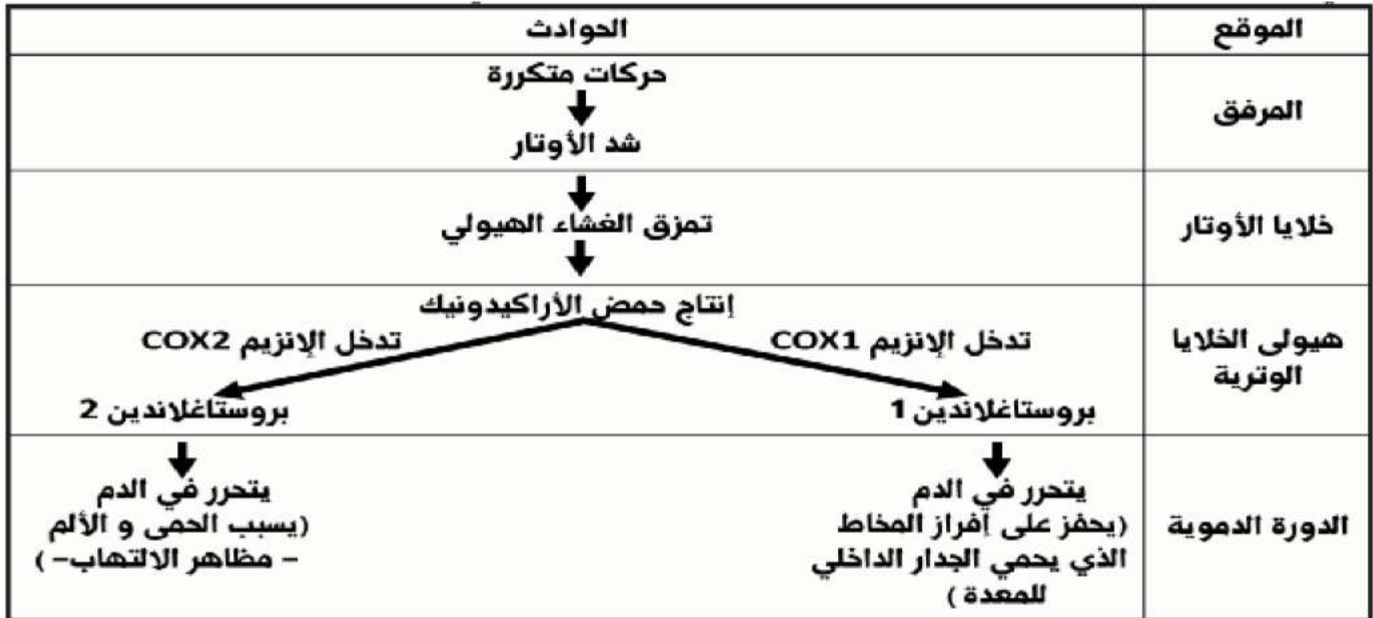 الموقع
الحوادث
المرفق
حركات متكررة
شد الأوتار
خلايا الأوتار
تمزق الغشاء الهيولي
هيولى الخلايا
الوترية
إنتاج حمض الأراكيدونيك
تدخل الإنزيم COX1
تدخل الإنزيم COX2
بروستاغلاندين 1
بروستاغلاندين 2
الدورة الدموية
يتحرر في الدم
(يحفز على إفراز المخاط
الذي يحمي الجدار الداخلي
للمعدة )
يتحرر في الدم
(يسبب الحمى و الألم
– مظاهر الالتهاب– )